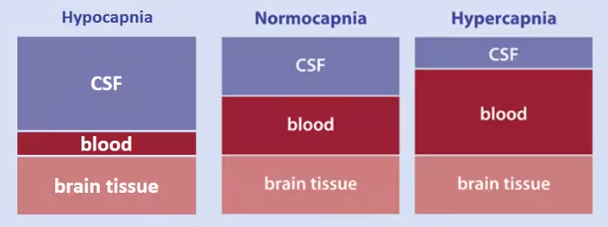 Hypocapnia
CSF
blood
brain tissue
Normocapnia
CSF
blood
brain tissue
Hypercapnia
CSF
blood
brain tissue